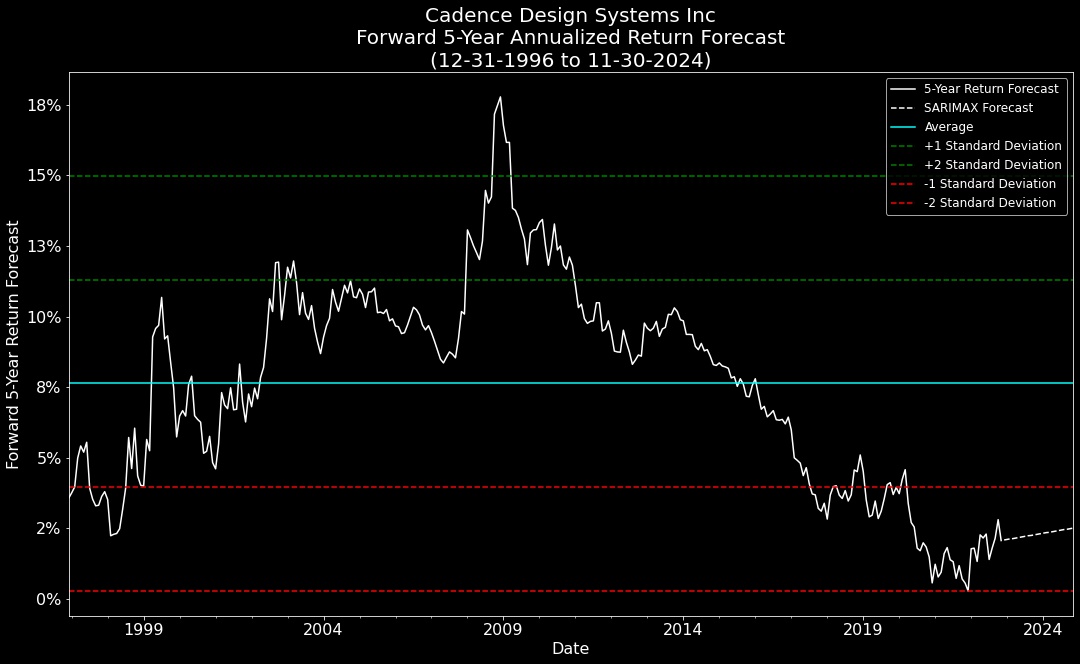 Cadence Design Systems Inc
Forward 5-Year Annualized Return Forecast
(12-31-1996 to 11-30-2024)
5-Year Return Forecast
SARIMAX Forecast
Average
+1 Standard Deviation
+2 Standard Deviation
-1 Standard Deviation
-2 Standard Deviation
Forward 5-Year Return Forecast
18%
15%
13%
10%
8%
5%
2%
0%
1999
2004
2009
2014
2019
2024
Date